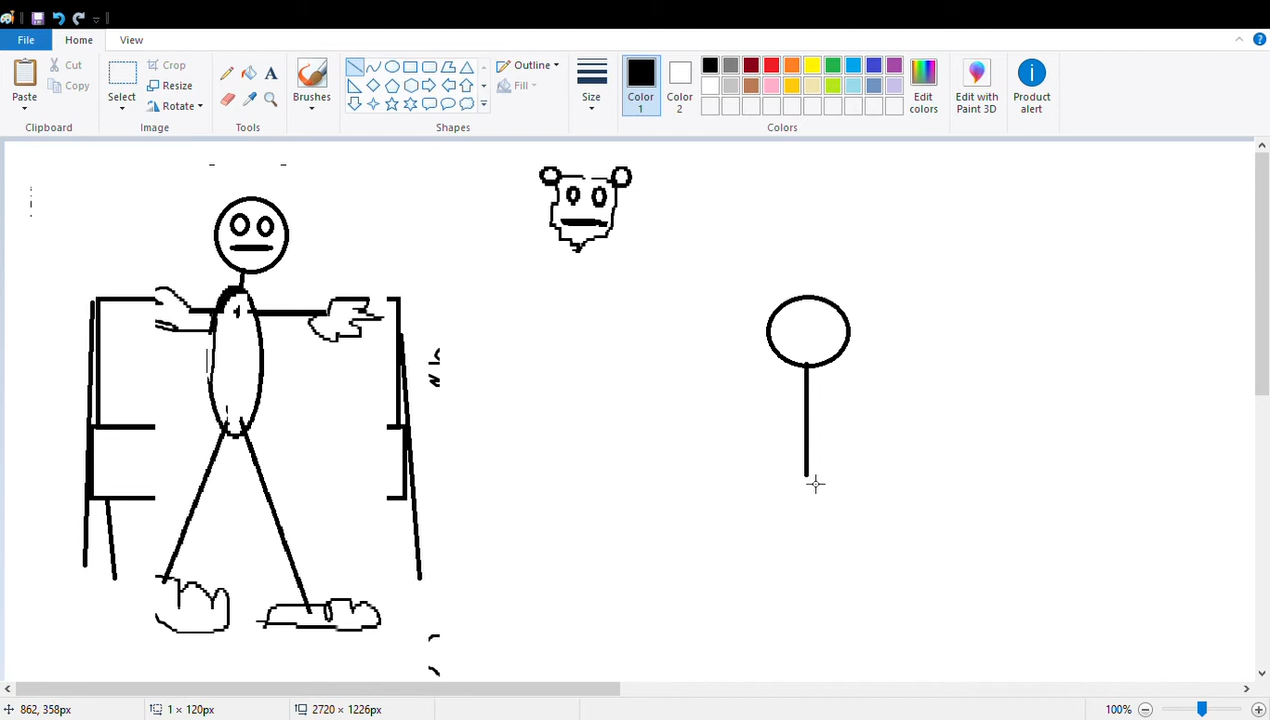 File Home View
Paste Cut Copy Clipboard
Select Crop Resize Rotate Image
A Tools
Brushes
Outline Fill Shapes
Size
Color 1 Color 2 Edit colors Colors
Edit with Paint 3D
Product alert
862, 358px 1 × 120px 2720 × 1226px 100%